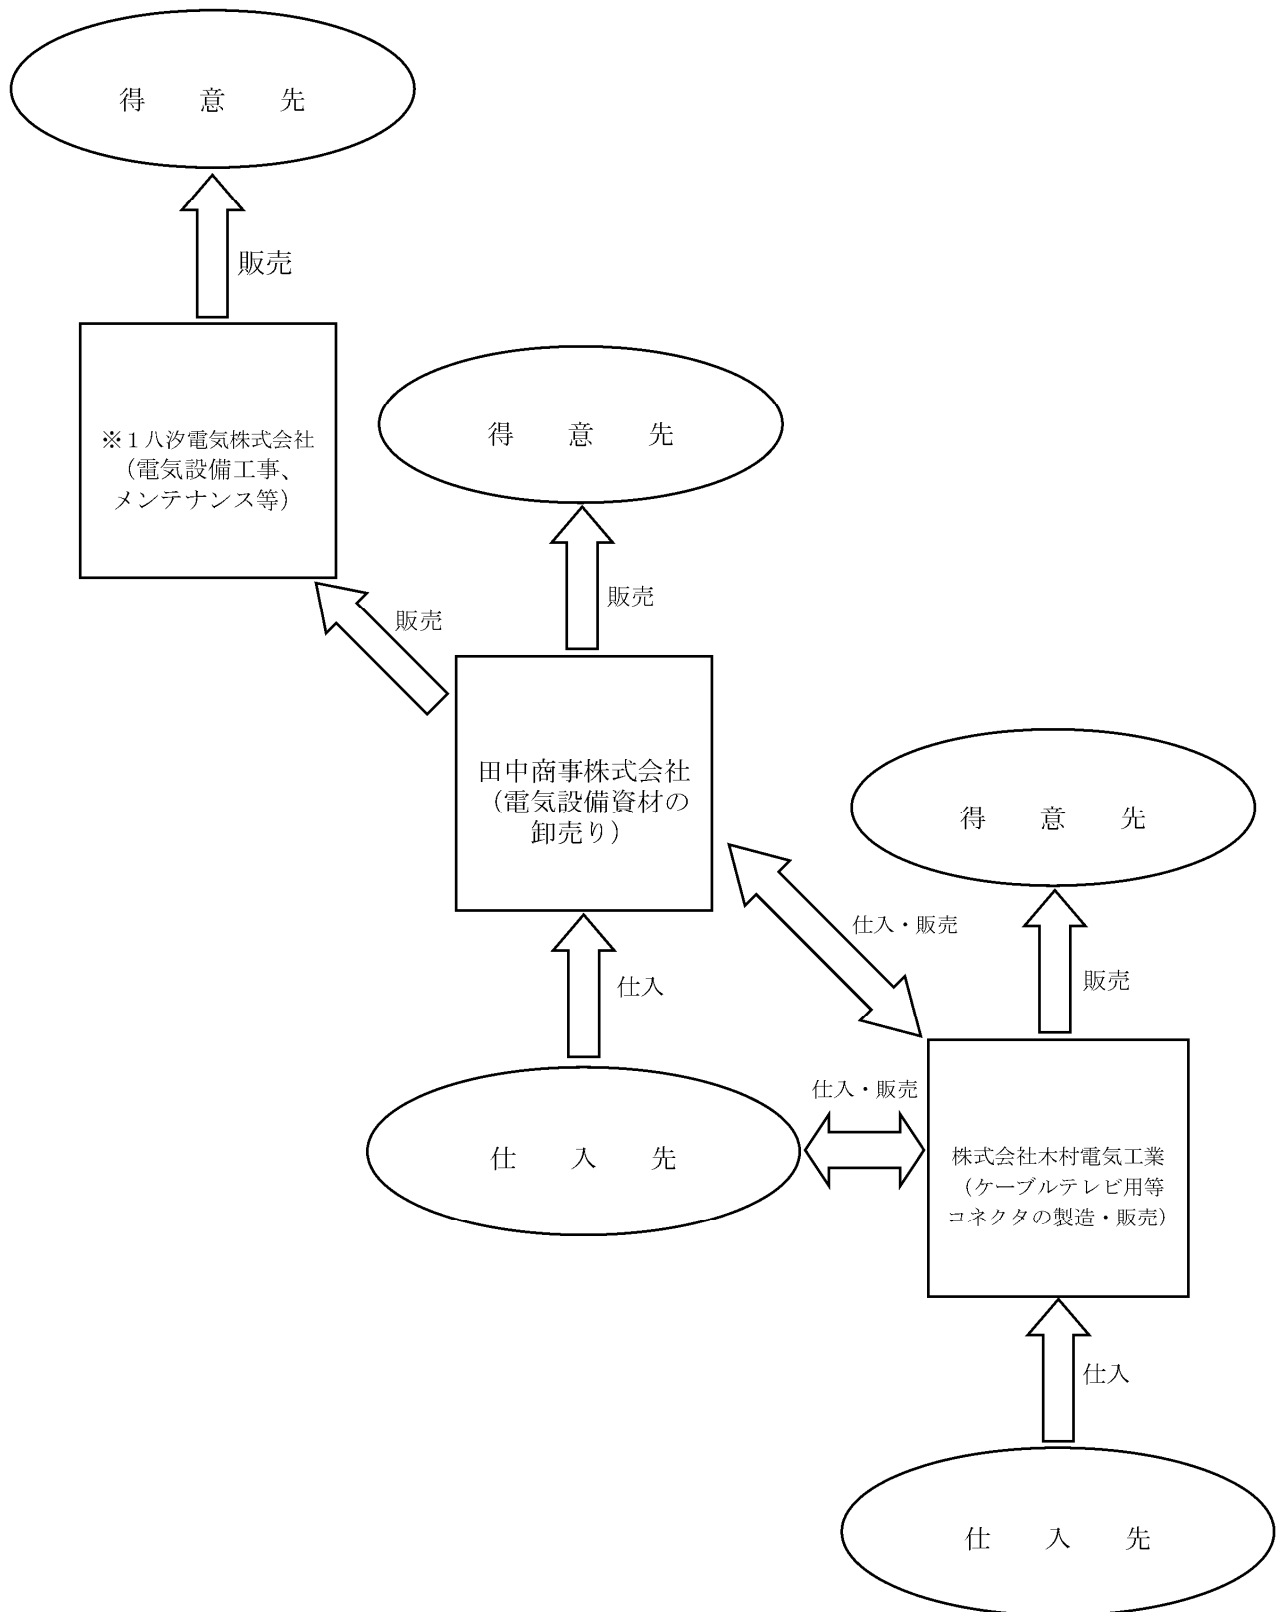 得　意　先
販売
※１八汐電気株式会社
（電気設備工事、
メンテナンス等）
得　意　先
販売
販売
田中商事株式会社
（電気設備資材の
卸売り）
得　意　先
仕入・販売
販売
仕入
仕入・販売
仕　入　先
株式会社木村電気工業
（ケーブルテレビ用等
コネクタの製造・販売）
仕入
仕　入　先